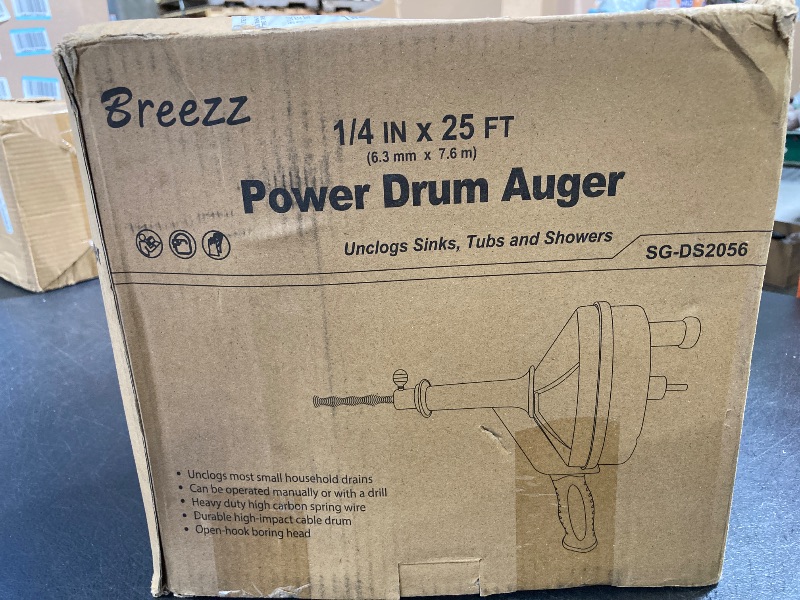 Breezz
1/4 IN x 25 FT
(6.3 mm x 7.6 m)
Power Drum Auger
Unclogs Sinks, Tubs and Showers
SG-DS2056
• Unclogs most small household drains
• Can be operated manually or with a drill
• Heavy duty high carbon spring wire
• Durable high-impact cable drum
• Open-hook boring head